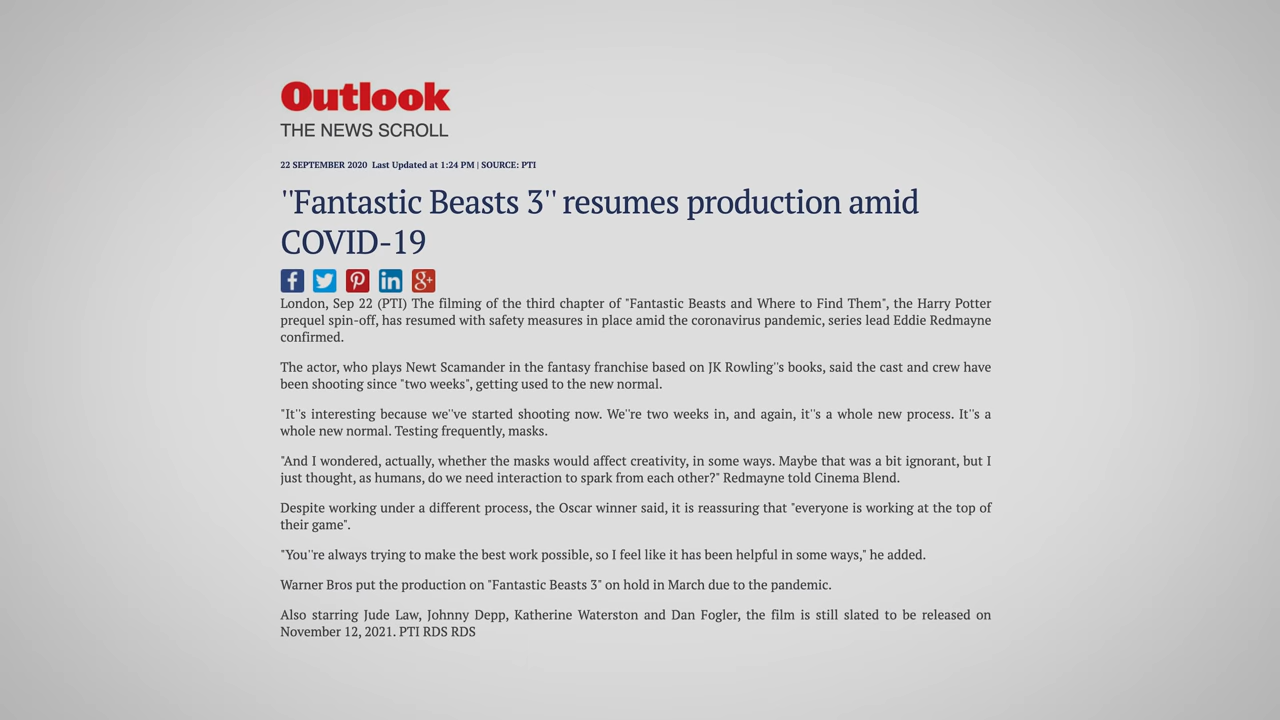 Outlook
THE NEWS SCROLL
22 SEPTEMBER 2020 Last Updated at 1:24 PM | SOURCE: PTI
''Fantastic Beasts 3'' resumes production amid
COVID-19
London, Sep 22 (PTI) The filming of the third chapter of "Fantastic Beasts and Where to Find Them", the Harry Potter
prequel spin-off, has resumed with safety measures in place amid the coronavirus pandemic, series lead Eddie Redmayne
confirmed.
The actor, who plays Newt Scamander in the fantasy franchise based on JK Rowling''s books, said the cast and crew have
been shooting since "two weeks", getting used to the new normal.
"It''s interesting because we''ve started shooting now. We''re two weeks in, and again, it''s a whole new process. It''s a
whole new normal. Testing frequently, masks.
"And I wondered, actually, whether the masks would affect creativity, in some ways. Maybe that was a bit ignorant, but I
just thought, as humans, do we need interaction to spark from each other?" Redmayne told Cinema Blend.
Despite working under a different process, the Oscar winner said, it is reassuring that "everyone is working at the top of
their game".
"You''re always trying to make the best work possible, so I feel like it has been helpful in some ways," he added.
Warner Bros put the production on "Fantastic Beasts 3" on hold in March due to the pandemic.
Also starring Jude Law, Johnny Depp, Katherine Waterston and Dan Fogler, the film is still slated to be released on
November 12, 2021. PTI RDS RDS